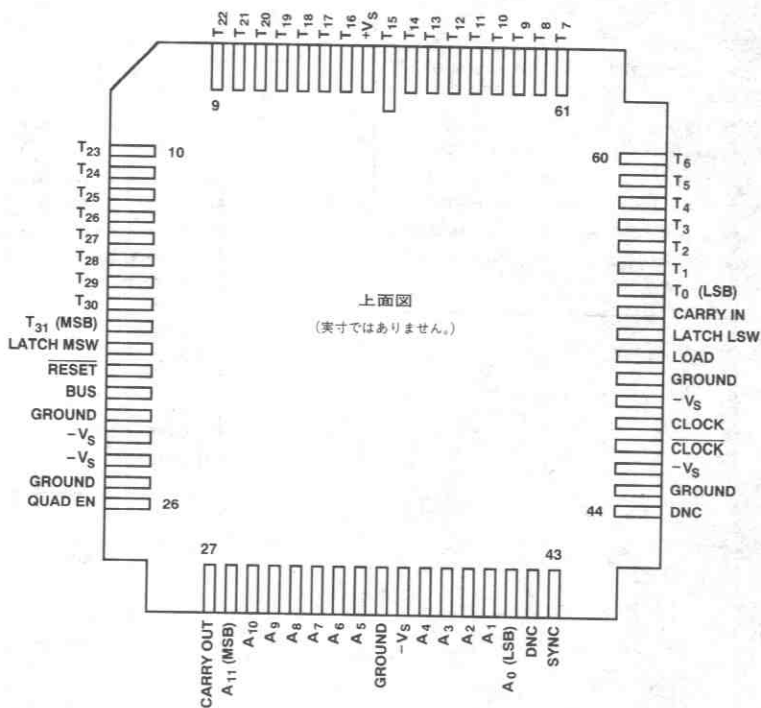 T22
T21
T20
T19
T18
T17
T16
+VS
T15
T14
T13
T12
T11
T10
T9
T8
T7
9
61
T23
10
T24
T25
T26
T27
T28
T29
T30
T31 (MSB)
LATCH MSW
RESET
BUS
GROUND
-VS
-VS
GROUND
QUAD EN
26
上面図
(実寸ではありません。)
60
T6
T5
T4
T3
T2
T1
T0 (LSB)
CARRY IN
LATCH LSW
LOAD
GROUND
-VS
CLOCK
CLOCK
-VS
GROUND
44
DNC
27
43
CARRY OUT
A11 (MSB)
A10
A9
A8
A7
A6
A5
GROUND
-VS
A4
A3
A2
A1
A0 (LSB)
DNC
SYNC